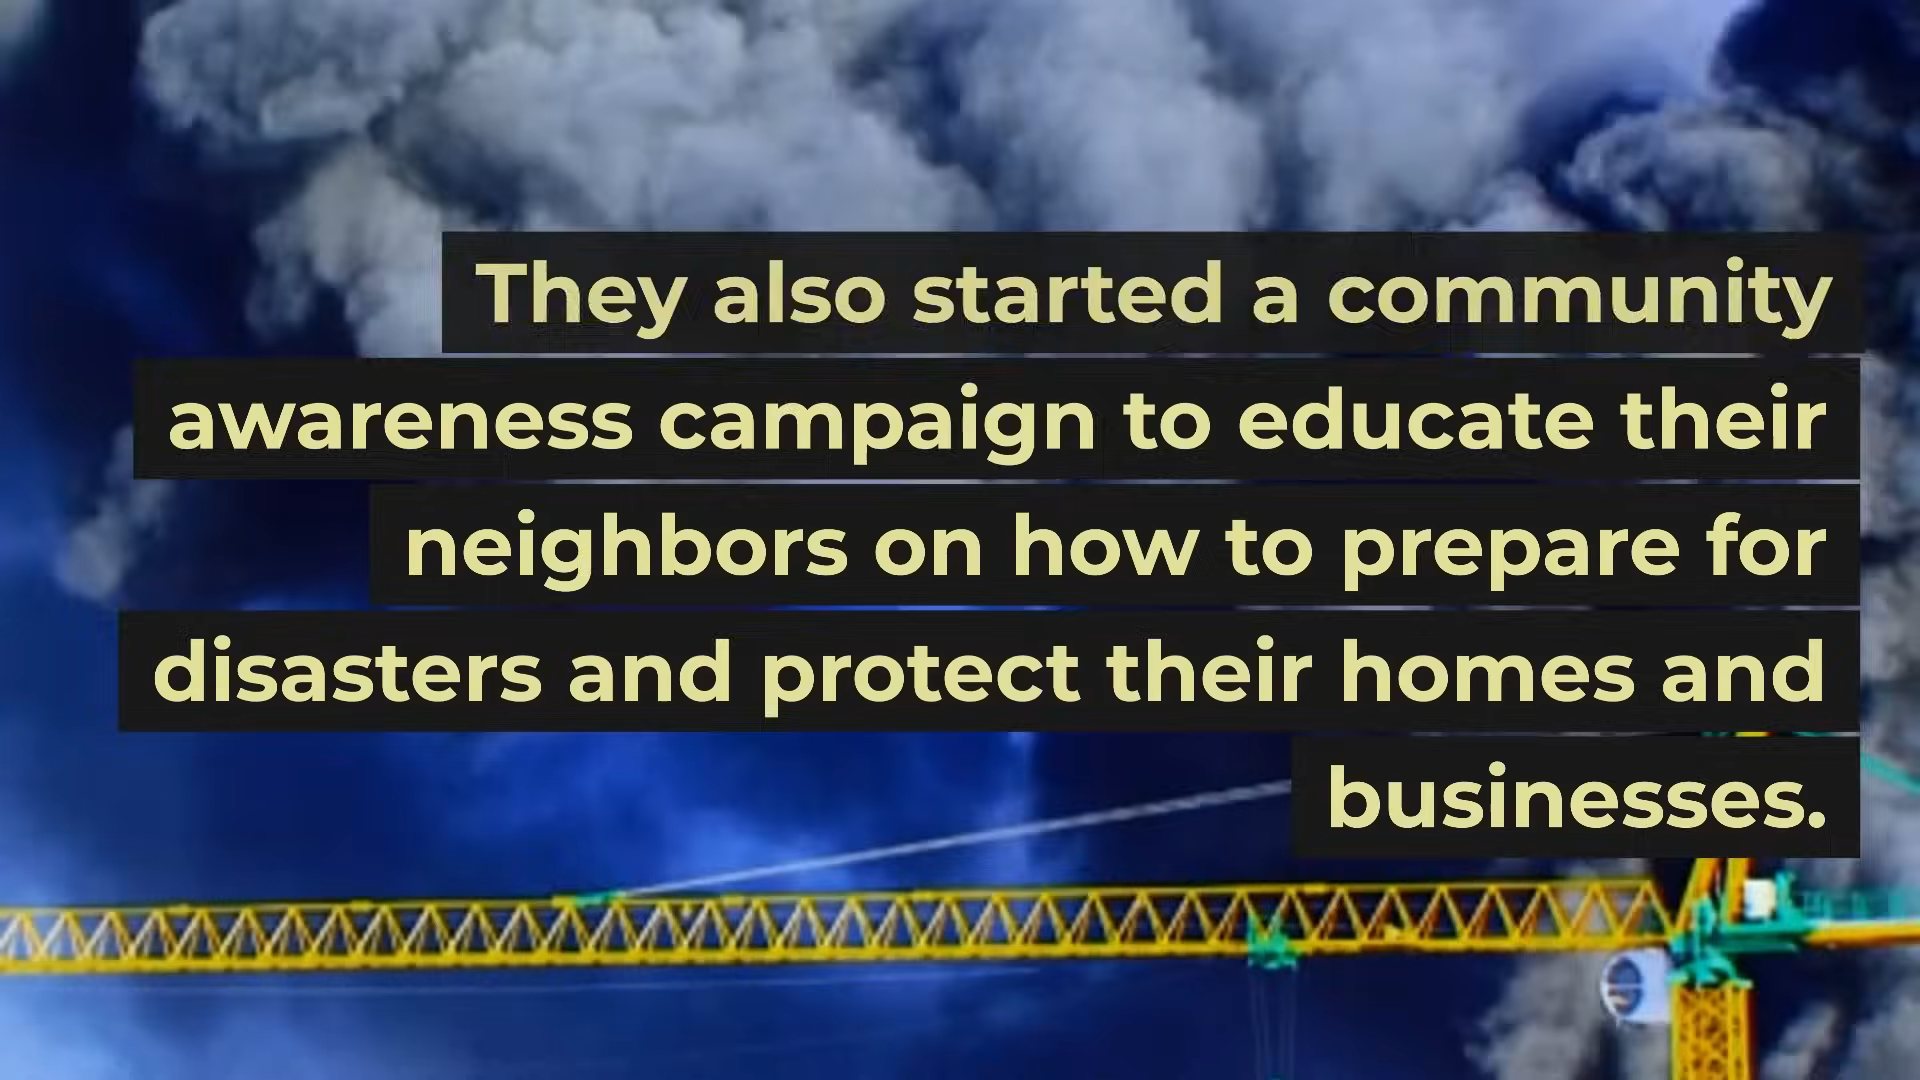 They also started a community
awareness campaign to educate their
neighbors on how to prepare for
disasters and protect their homes and
businesses.